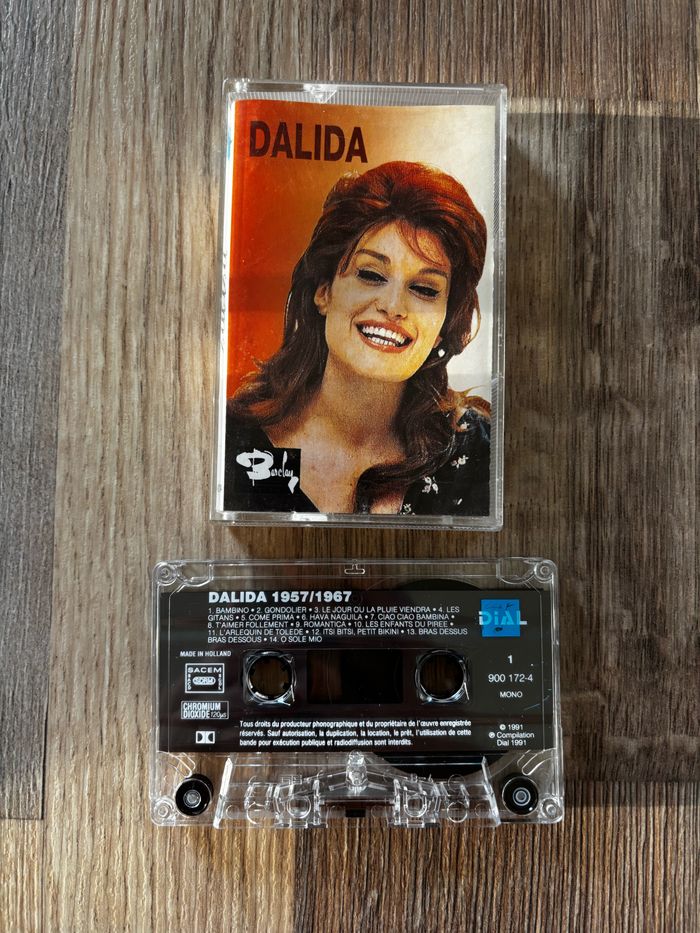 DALIDA
Barclay
DALIDA 1957/1967
1. BAMBINO • 2. GONDOLIER • 3. LE JOUR OU LA PLUIE VIENDRA • 4. LES
GITANS • 5. COME PRIMA • 6. HAVA NAGUILA • 7. CIAO CIAO BAMBINA •
8. T'AIMER FOLLEMENT • 9. ROMANTICA • 10. LES ENFANTS DU PIREE •
11. L'ARLEQUIN DE TOLEDE • 12. ITSI BITSI, PETIT BIKINI • 13. BRAS DESSUS
BRAS DESSOUS • 14. O SOLE MIO
DIAL
MADE IN HOLLAND
SACEM
SDRM
CHROMIUM
DIOXIDE 120µs
1
900 172-4
MONO
Tous droits du producteur phonographique et du propriétaire de l'œuvre enregistrée
réservés. Sauf autorisation, la duplication, la location, le prêt, l'utilisation de cette
bande pour exécution publique et radiodiffusion sont interdits.
© 1991
℗ Compilation
Dial 1991